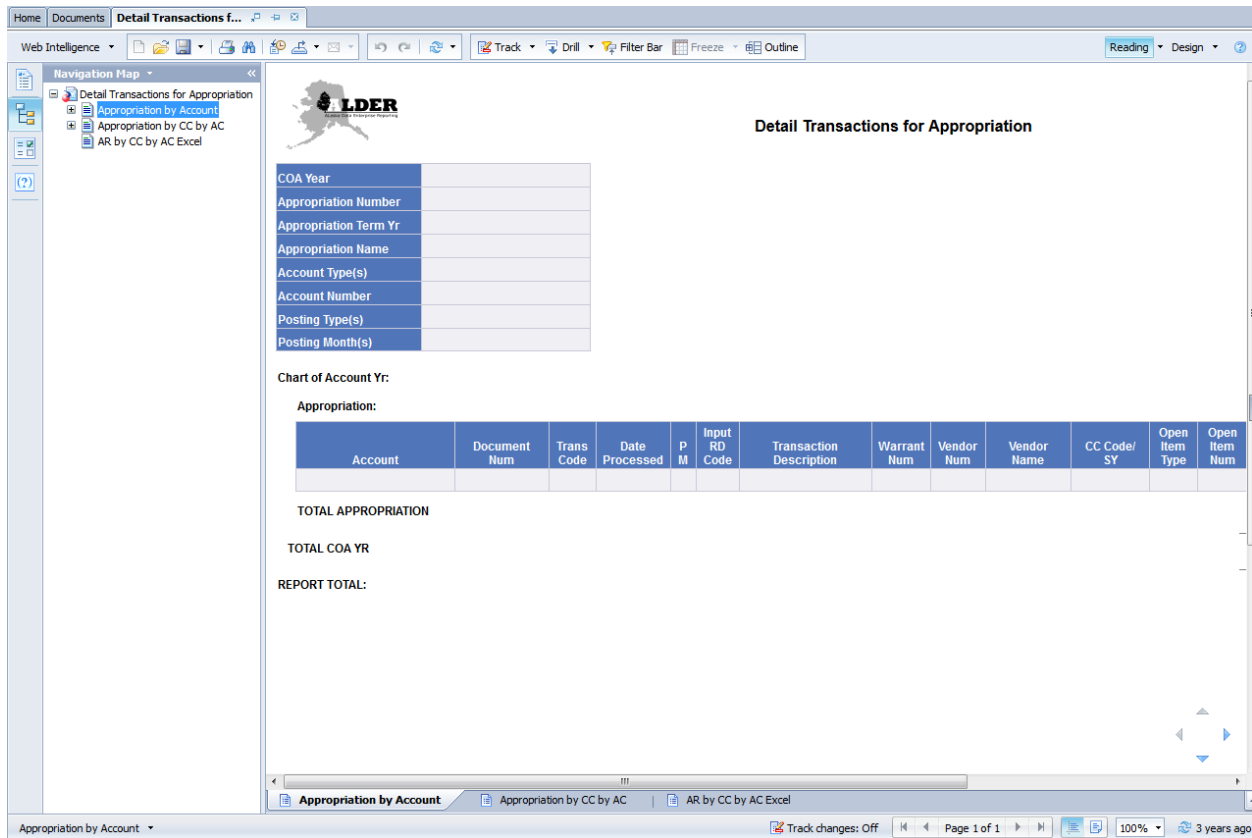 Home Documents Detail Transactions f...
Web Intelligence Track Drill Filter Bar Freeze Outline Reading Design
Navigation Map
Detail Transactions for Appropriation
Appropriation by Account
Appropriation by CC by AC
AR by CC by AC Excel
ALDER
Alaska Data Enterprise Reporting
Detail Transactions for Appropriation
COA Year
Appropriation Number
Appropriation Term Yr
Appropriation Name
Account Type(s)
Account Number
Posting Type(s)
Posting Month(s)
Chart of Account Yr:
Appropriation:
Account
Document
Num
Trans
Code
Date
Processed
P
M
Input
RD
Code
Transaction
Description
Warrant
Num
Vendor
Num
Vendor
Name
CC Code/
SY
Open
Item
Type
Open
Item
Num
TOTAL APPROPRIATION
TOTAL COA YR
REPORT TOTAL:
Appropriation by Account Appropriation by CC by AC | AR by CC by AC Excel
Appropriation by Account Track changes: Off Page 1 of 1 100% 3 years ago